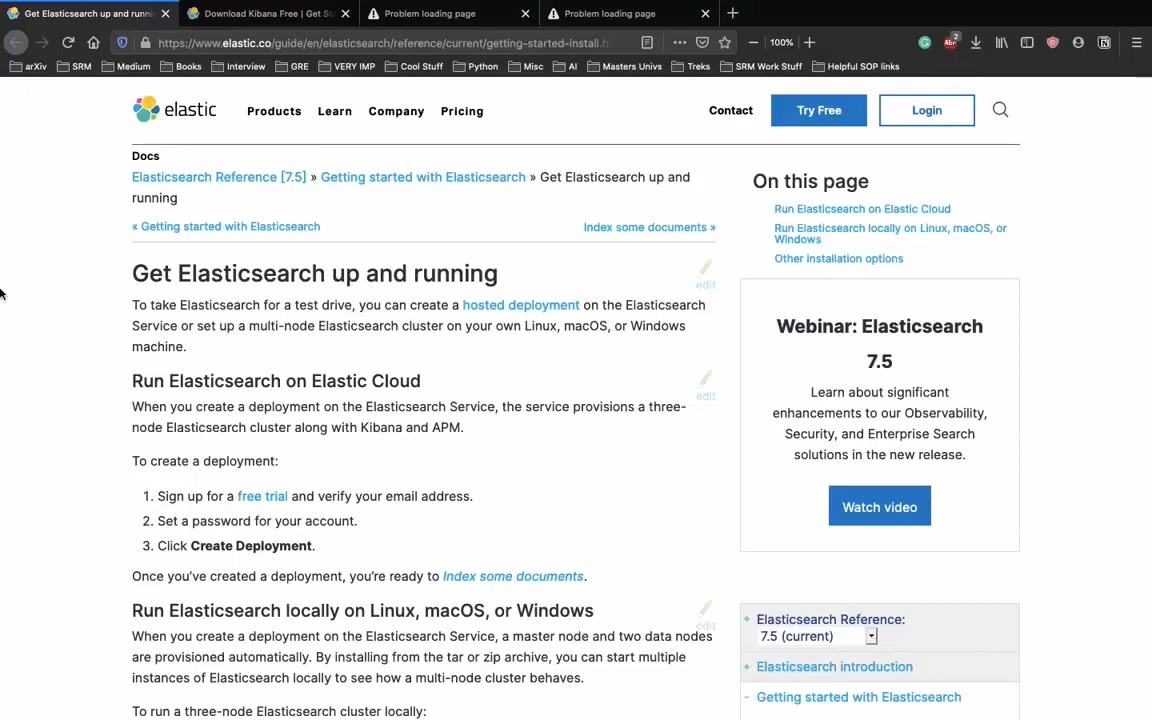 Get Elasticsearch up and runni
Download Kibana Free | Get St
Problem loading page
Problem loading page
https://www.elastic.co/guide/en/elasticsearch/reference/current/getting-started-install.h
100%
2
arXiv SRM Medium Books Interview GRE VERY IMP Cool Stuff Python Misc AI Masters Univs Treks SRM Work Stuff Helpful SOP links
elastic Products Learn Company Pricing Contact Try Free Login
Docs
Elasticsearch Reference [7.5] » Getting started with Elasticsearch » Get Elasticsearch up and
running
« Getting started with Elasticsearch Index some documents »
Get Elasticsearch up and running
edit
To take Elasticsearch for a test drive, you can create a hosted deployment on the Elasticsearch
Service or set up a multi-node Elasticsearch cluster on your own Linux, macOS, or Windows
machine.
Run Elasticsearch on Elastic Cloud
edit
When you create a deployment on the Elasticsearch Service, the service provisions a three-
node Elasticsearch cluster along with Kibana and APM.
To create a deployment:
1. Sign up for a free trial and verify your email address.
2. Set a password for your account.
3. Click Create Deployment.
Once you've created a deployment, you're ready to Index some documents.
Run Elasticsearch locally on Linux, macOS, or Windows
edit
When you create a deployment on the Elasticsearch Service, a master node and two data nodes
are provisioned automatically. By installing from the tar or zip archive, you can start multiple
instances of Elasticsearch locally to see how a multi-node cluster behaves.
To run a three-node Elasticsearch cluster locally:
On this page
Run Elasticsearch on Elastic Cloud
Run Elasticsearch locally on Linux, macOS, or
Windows
Other installation options
Webinar: Elasticsearch
7.5
Learn about significant
enhancements to our Observability,
Security, and Enterprise Search
solutions in the new release.
Watch video
+ Elasticsearch Reference:
7.5 (current)
+ Elasticsearch introduction
- Getting started with Elasticsearch